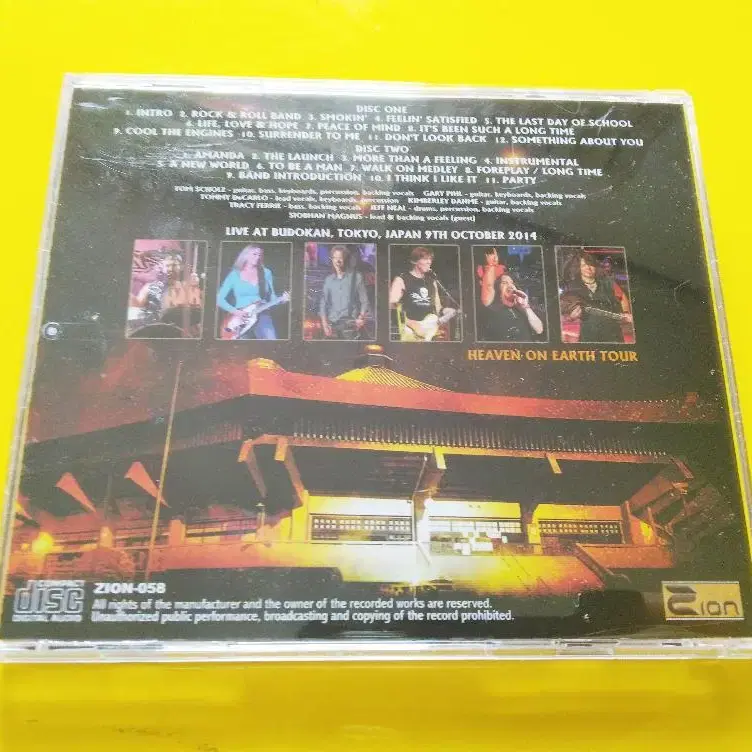 DISC ONE
1. INTRO 2. ROCK & ROLL BAND 3. SMOKIN' 4. FEELIN' SATISFIED 5. THE LAST DAY OF SCHOOL
6. LIFE, LOVE & HOPE 7. PEACE OF MIND 8. IT'S BEEN SUCH A LONG TIME
9. COOL THE ENGINES 10. SURRENDER TO ME 11. DON'T LOOK BACK 12. SOMETHING ABOUT YOU
DISC TWO
1. AMANDA 2. THE LAUNCH 3. MORE THAN A FEELING 4. INSTRUMENTAL
5. A NEW WORLD 6. TO BE A MAN 7. WALK ON MEDLEY 8. FOREPLAY / LONG TIME
9. BAND INTRODUCTION 10. I THINK I LIKE IT 11. PARTY
TOM SCHOLZ - guitar, bass, keyboards, percussion, backing vocals GARY PIHL - guitar, keyboards, backing vocals
TOMMY DeCARLO - lead vocals, keyboards, percussion KIMBERLEY DAHME - guitar, backing vocals
TRACY FERRIE - bass, backing vocals JEFF NEAL - drums, percussion, backing vocals
SIOBHAN MAGNUS - lead & backing vocals (guest)
LIVE AT BUDOKAN, TOKYO, JAPAN 9TH OCTOBER 2014
HEAVEN ON EARTH TOUR
COMPACT
disc
DIGITAL AUDIO
ZION-058
All rights of the manufacturer and the owner of the recorded works are reserved.
Unauthorized public performance, broadcasting and copying of the record prohibited.
Zion